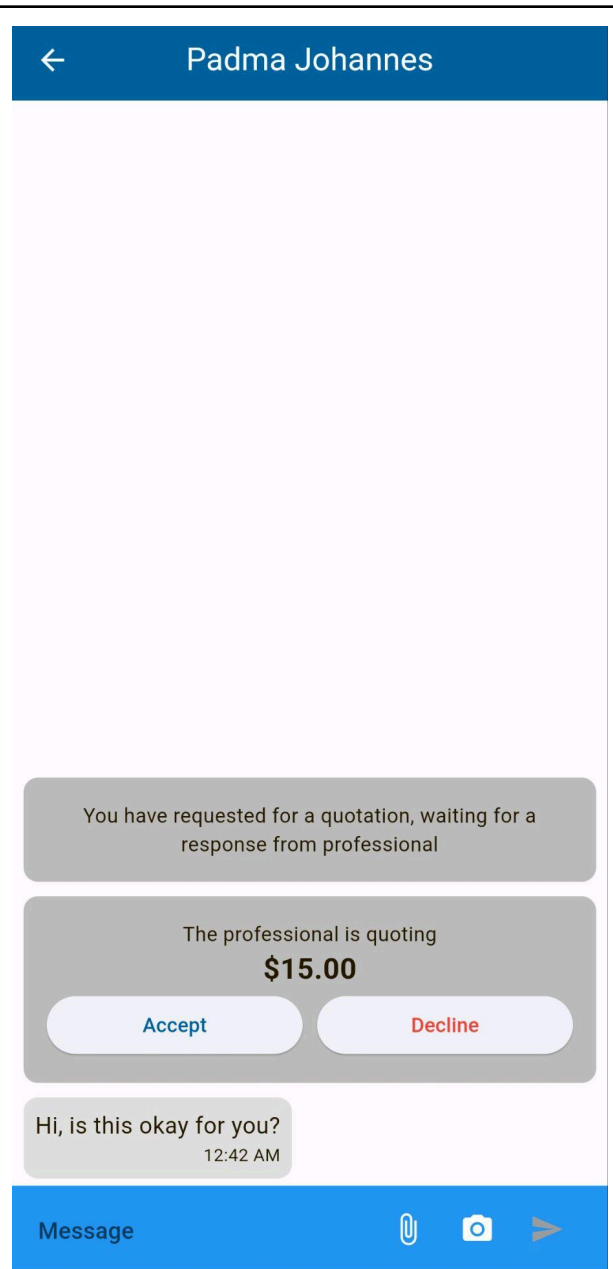 Padma Johannes
You have requested for a quotation, waiting for a
response from professional
The professional is quoting
$15.00
Accept
Decline
Hi, is this okay for you?
12:42 AM
Message